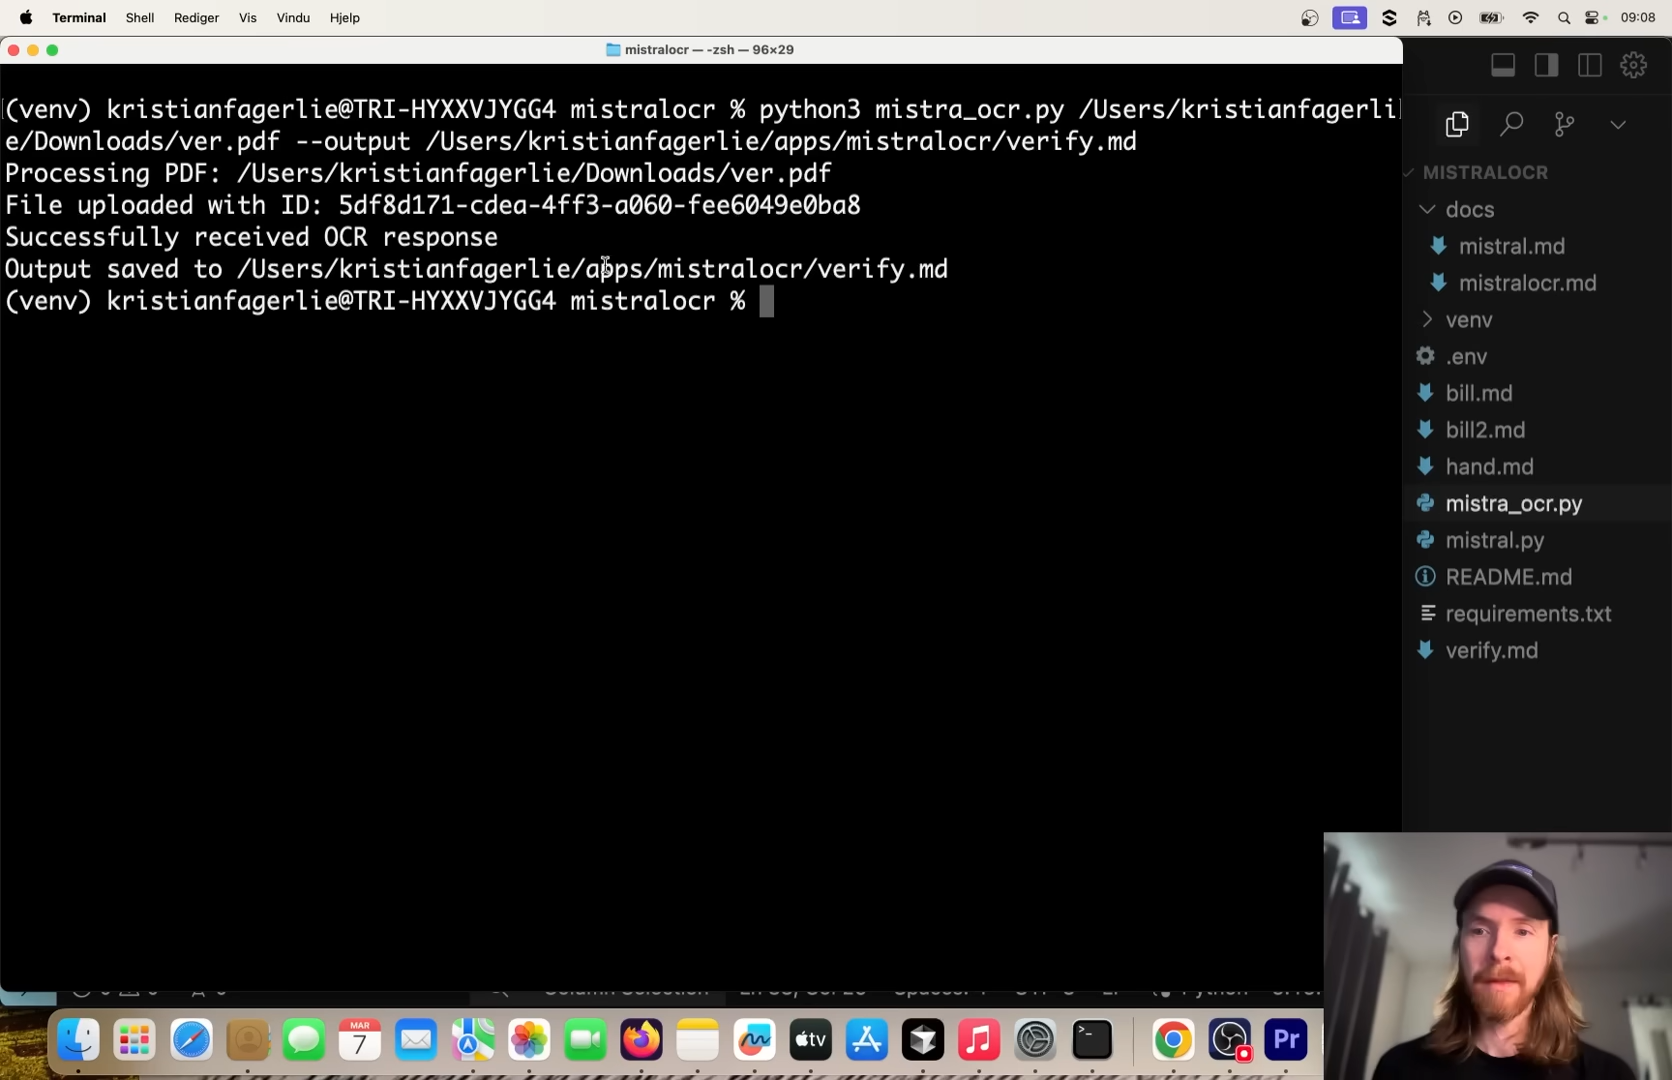 Terminal Shell Rediger Vis Vindu Hjelp 09:08
mistralocr — -zsh — 96×29
(venv) kristianfagerlie@TRI-HYXXVJYGG4 mistralocr % python3 mistra_ocr.py /Users/kristianfagerli
e/Downloads/ver.pdf --output /Users/kristianfagerlie/apps/mistralocr/verify.md
Processing PDF: /Users/kristianfagerlie/Downloads/ver.pdf
File uploaded with ID: 5df8d171-cdea-4ff3-a060-fee6049e0ba8
Successfully received OCR response
Output saved to /Users/kristianfagerlie/apps/mistralocr/verify.md
(venv) kristianfagerlie@TRI-HYXXVJYGG4 mistralocr %
MISTRALOCR
docs
mistral.md
mistralocr.md
venv
.env
bill.md
bill2.md
hand.md
mistra_ocr.py
mistral.py
README.md
requirements.txt
verify.md
MAR
7
tv
Pr